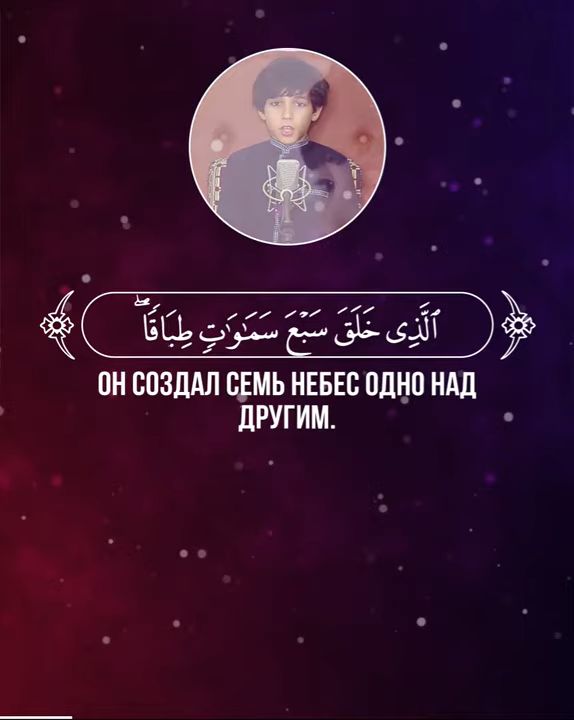 ٱلَّذِى خَلَقَ سَبْعَ سَمَٰوَٰتٍ طِبَاقًا ۖ
ОН СОЗДАЛ СЕМЬ НЕБЕС ОДНО НАД
ДРУГИМ.